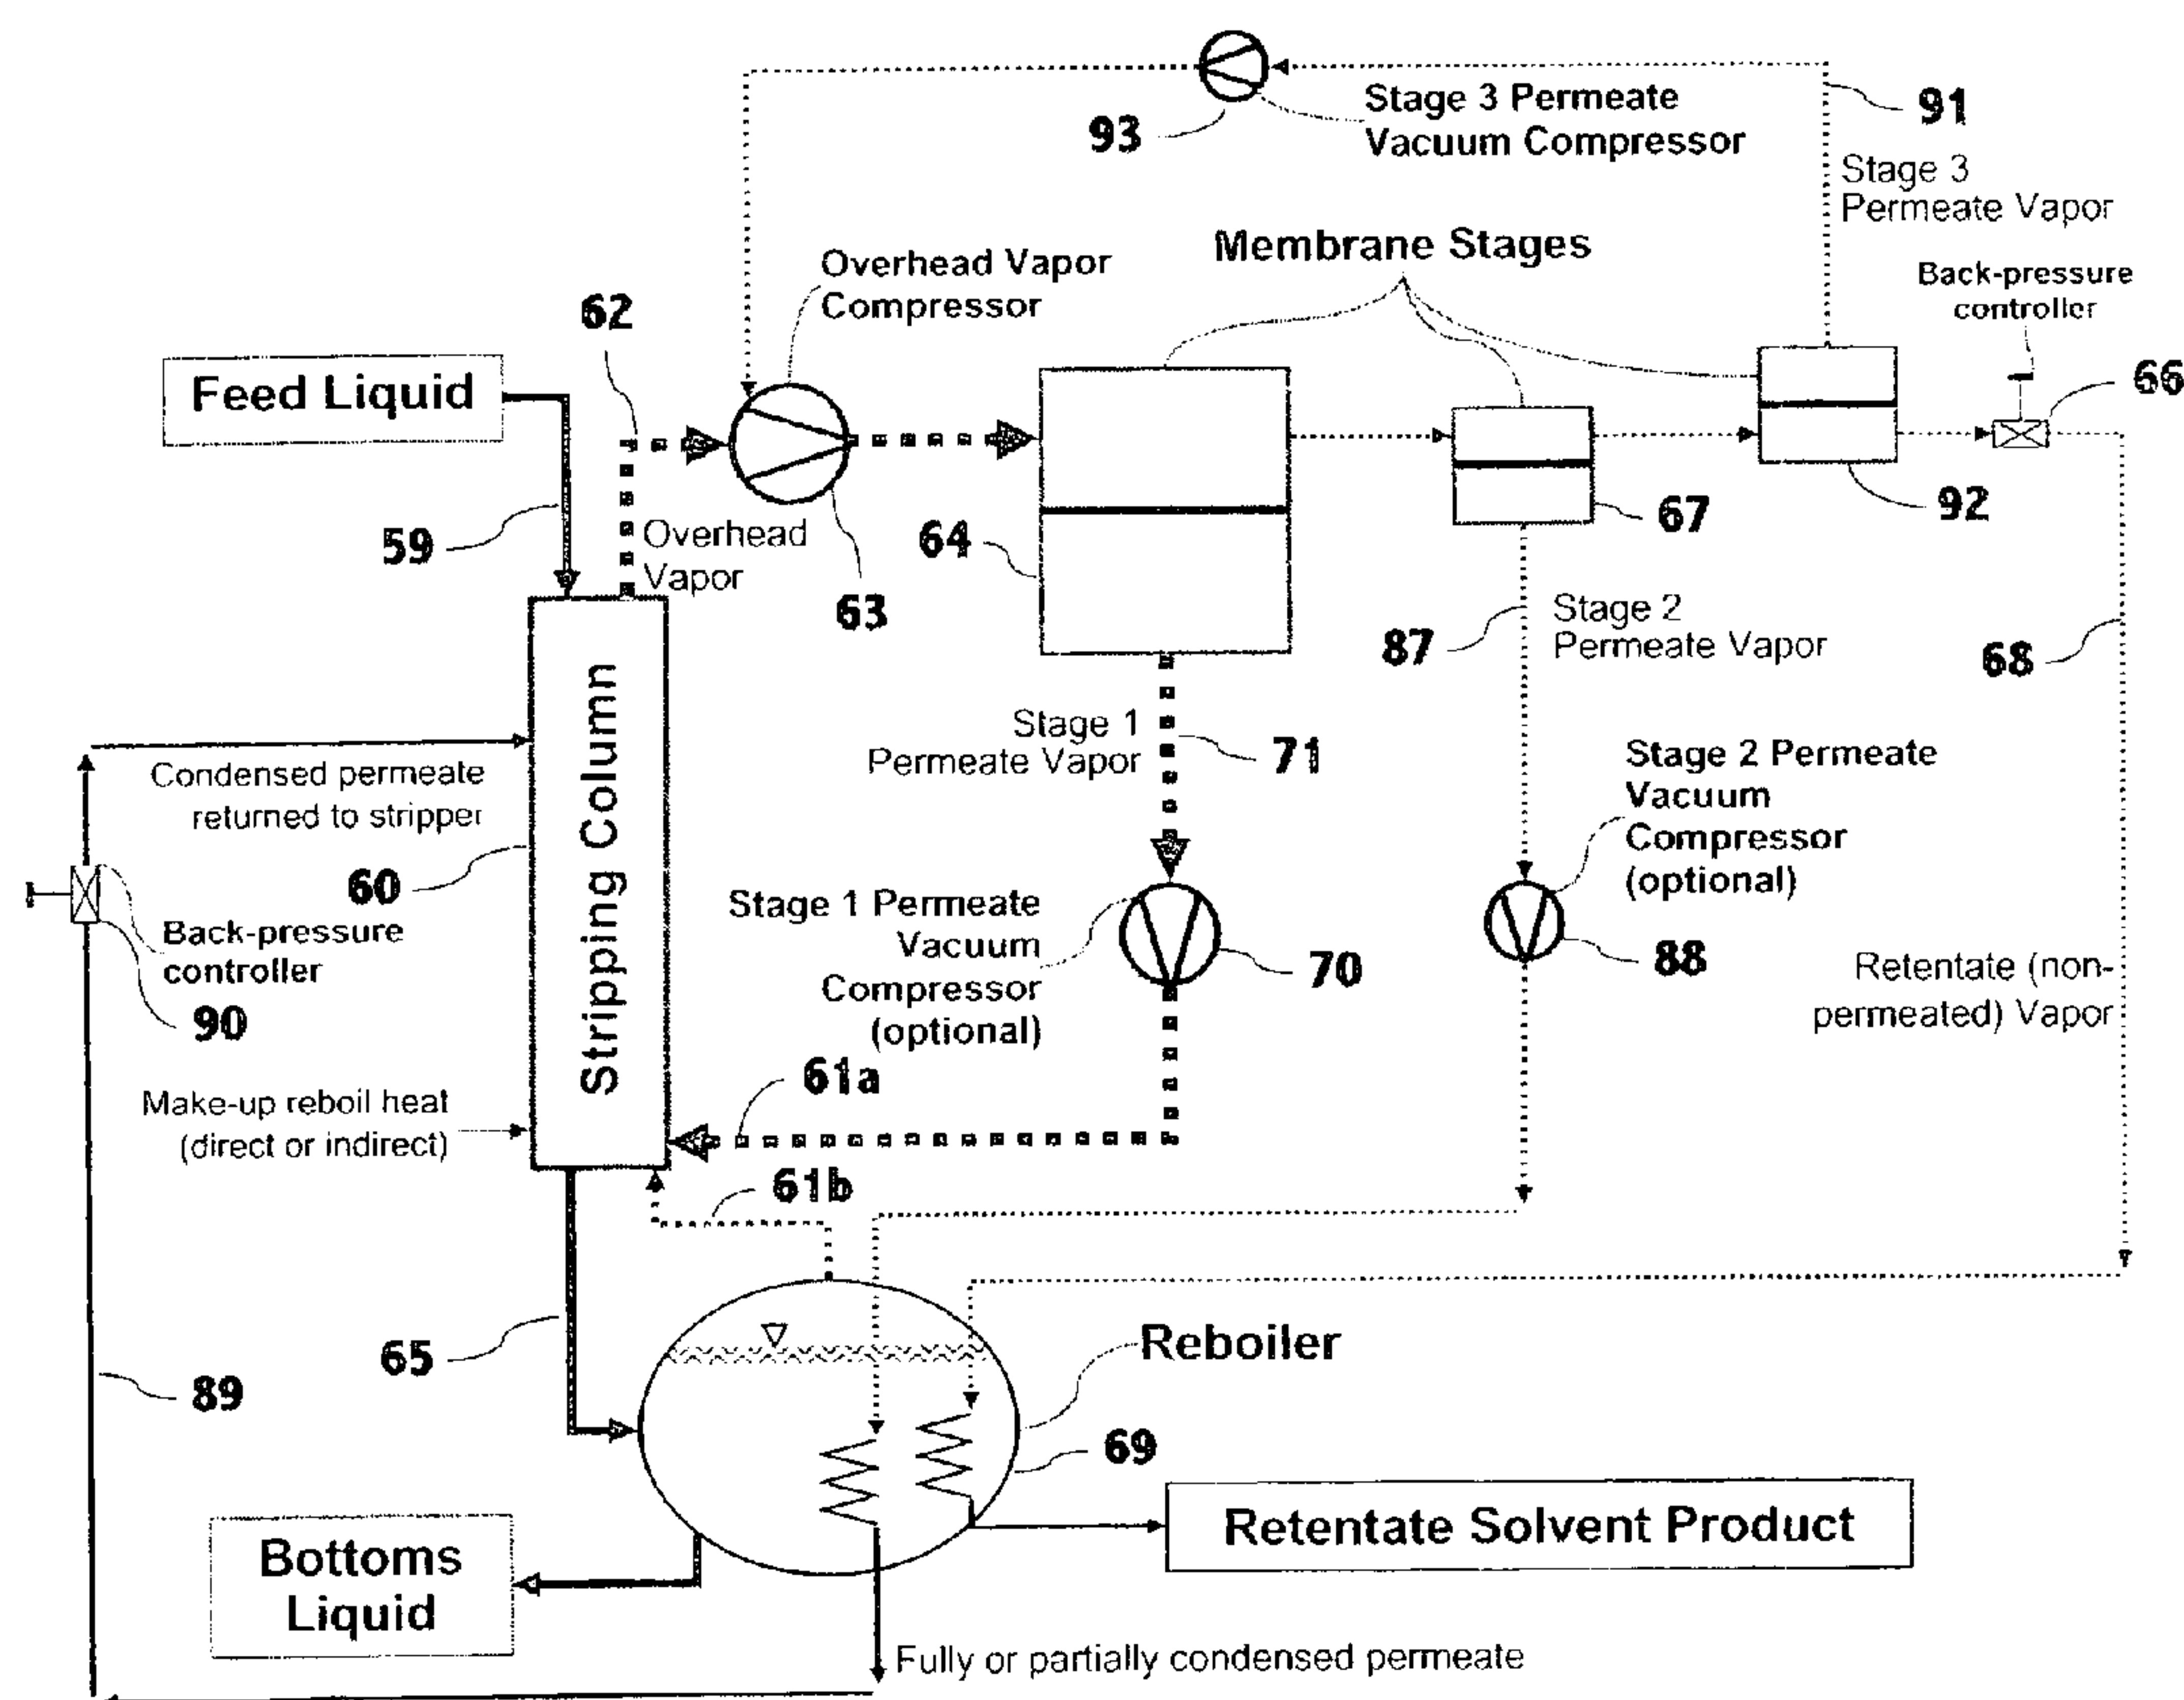 93
Stage 3 Permeate
Vacuum Compressor
91
Stage 3
Permeate Vapor
Membrane Stages
Overhead Vapor
Compressor
Back-pressure
controller
62
66
Feed Liquid
59
Overhead
Vapor
63
64
67
92
Stage 2
Permeate Vapor
87
68
Stage 1
Permeate Vapor
71
Stripping Column
Condensed permeate
returned to stripper
60
Stage 2 Permeate
Vacuum
Compressor
(optional)
88
Stage 1 Permeate
Vacuum
Compressor
(optional)
70
Back-pressure
controller
90
Retentate (non-
permeated) Vapor
61a
Make-up reboil heat
(direct or indirect)
61b
65
Reboiler
89
69
Retentate Solvent Product
Bottoms
Liquid
Fully or partially condensed permeate